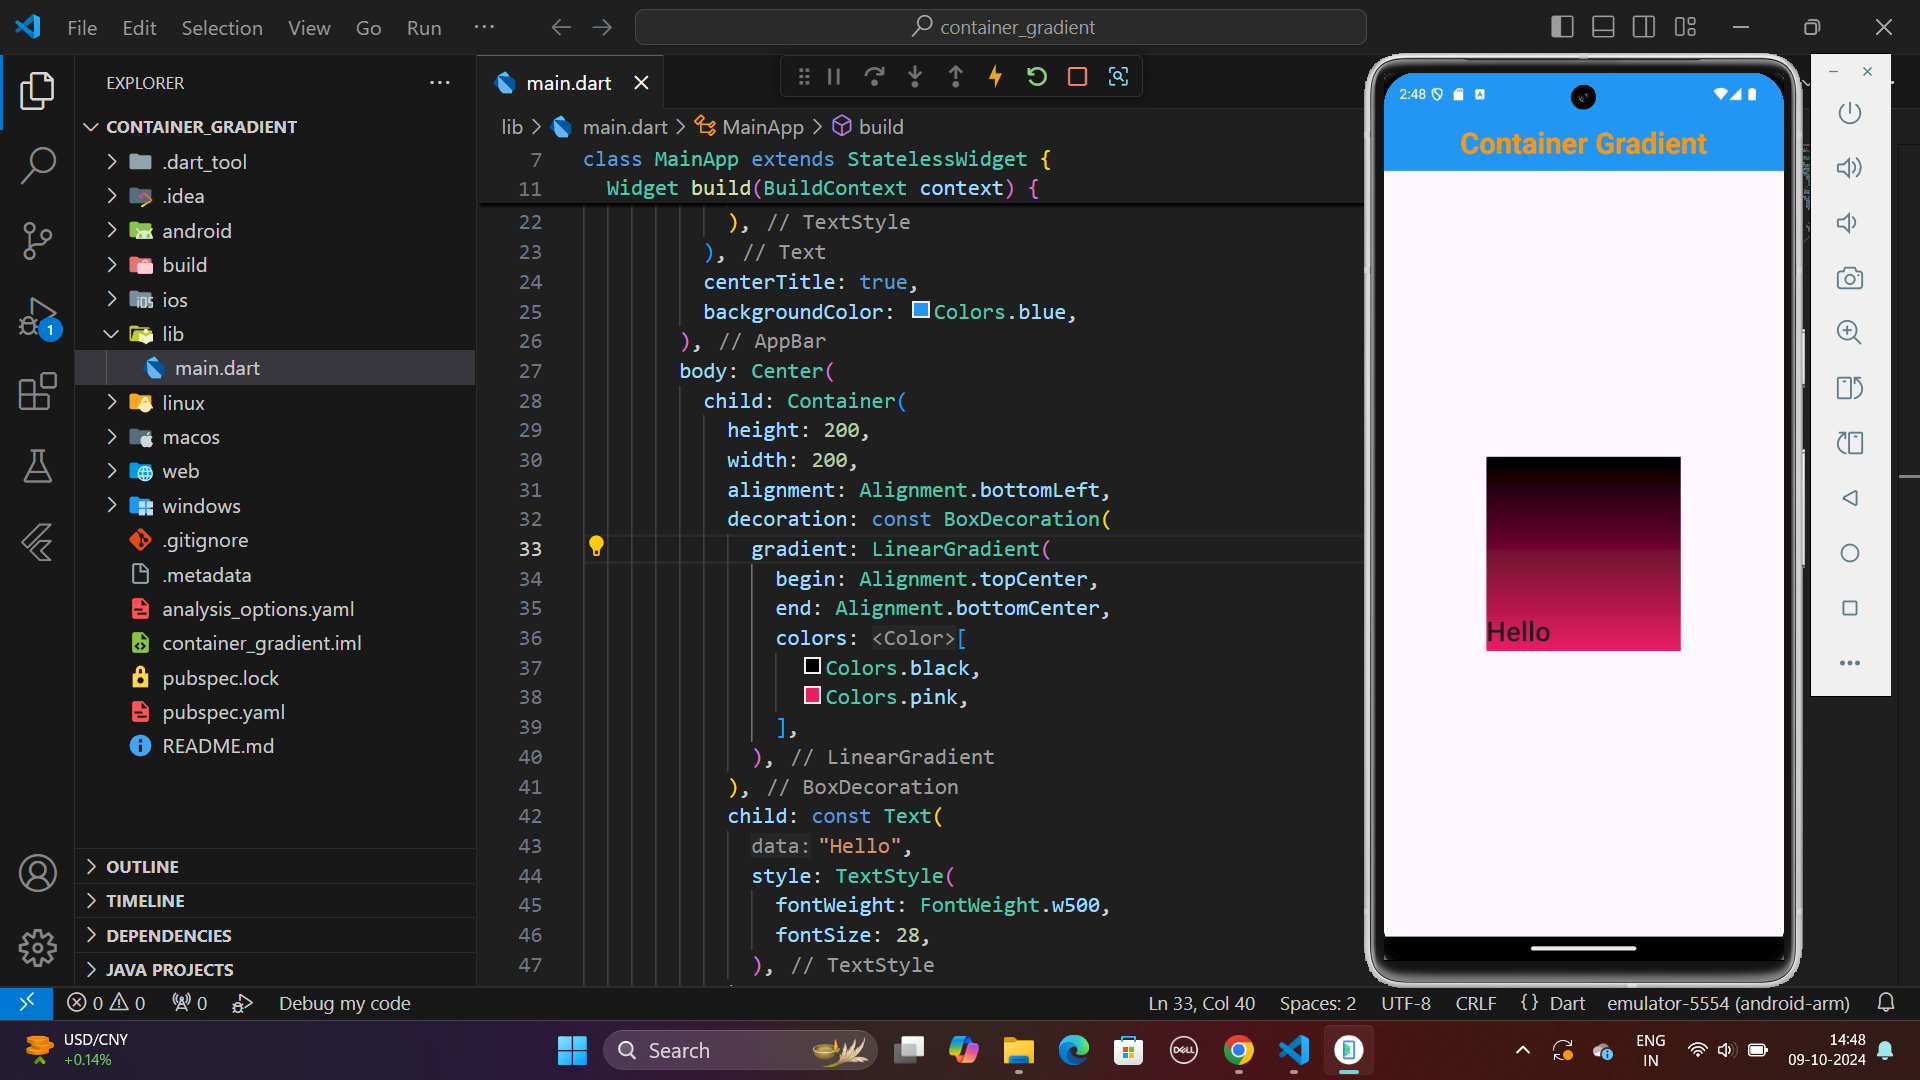 File Edit Selection View Go Run ···
container_gradient
EXPLORER
CONTAINER_GRADIENT
.dart_tool
.idea
android
build
ios
lib
main.dart
linux
macos
web
windows
.gitignore
.metadata
analysis_options.yaml
container_gradient.iml
pubspec.lock
pubspec.yaml
README.md
OUTLINE
TIMELINE
DEPENDENCIES
JAVA PROJECTS
1
main.dart
lib > main.dart > MainApp > build
7 class MainApp extends StatelessWidget {
11 Widget build(BuildContext context) {
22 ), // TextStyle
23 ), // Text
24 centerTitle: true,
25 backgroundColor: Colors.blue,
26 ), // AppBar
27 body: Center(
28 child: Container(
29 height: 200,
30 width: 200,
31 alignment: Alignment.bottomLeft,
32 decoration: const BoxDecoration(
33 gradient: LinearGradient(
34 begin: Alignment.topCenter,
35 end: Alignment.bottomCenter,
36 colors: <Color>[
37 Colors.black,
38 Colors.pink,
39 ],
40 ), // LinearGradient
41 ), // BoxDecoration
42 child: const Text(
43 data: "Hello",
44 style: TextStyle(
45 fontWeight: FontWeight.w500,
46 fontSize: 28,
47 ), // TextStyle
2:48
Container Gradient
Hello
0 0 0 Debug my code
Ln 33, Col 40 Spaces: 2 UTF-8 CRLF {} Dart emulator-5554 (android-arm)
USD/CNY
+0.14%
Search
DELL
ENG
IN
14:48
09-10-2024